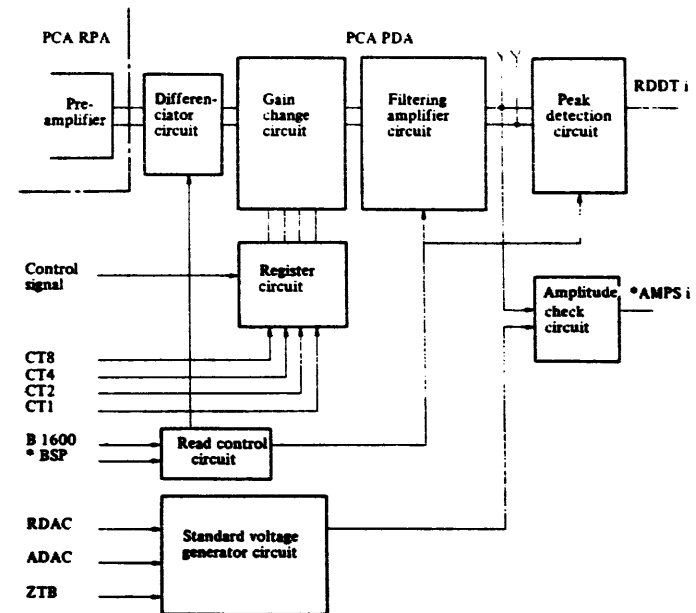 PCA RPA
PCA PDA
Pre-
amplifier
Differen-
ciator
circuit
Gain
change
circuit
Filtering
amplifier
circuit
Y Y
Peak
detection
circuit
RDDT i
Control
signal
Register
circuit
Amplitude
check
circuit
*AMPS i
CT8
CT4
CT2
CT1
B 1600
* BSP
Read control
circuit
RDAC
ADAC
ZTB
Standard voltage
generator circuit